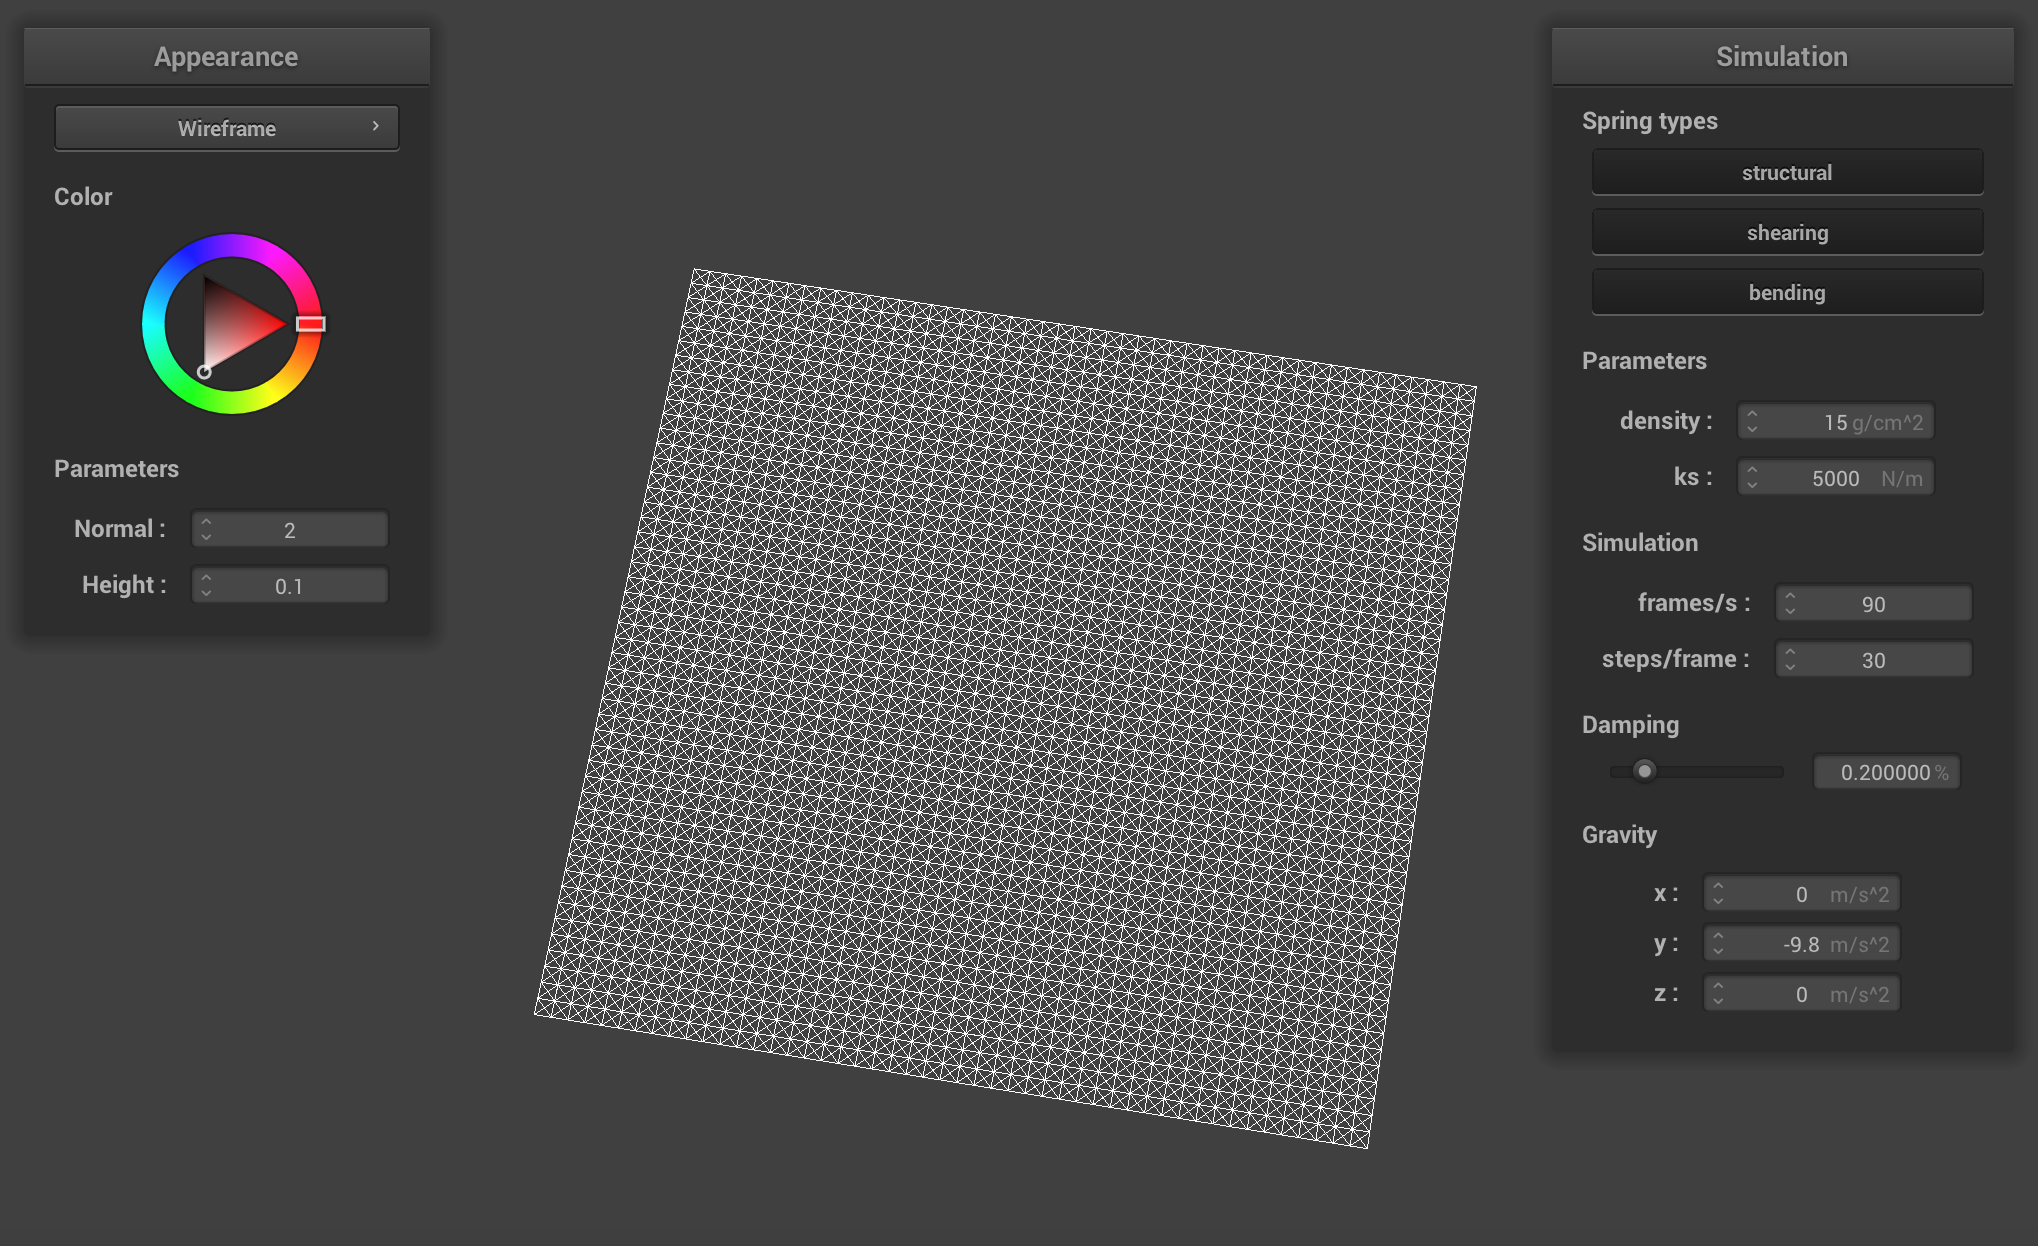 Appearance
Wireframe
Color
Parameters
Normal : 2
Height : 0.1
Simulation
Spring types
structural
shearing
bending
Parameters
density : 15 g/cm^2
ks : 5000 N/m
Simulation
frames/s : 90
steps/frame : 30
Damping
0.200000 %
Gravity
x : 0 m/s^2
y : -9.8 m/s^2
z : 0 m/s^2